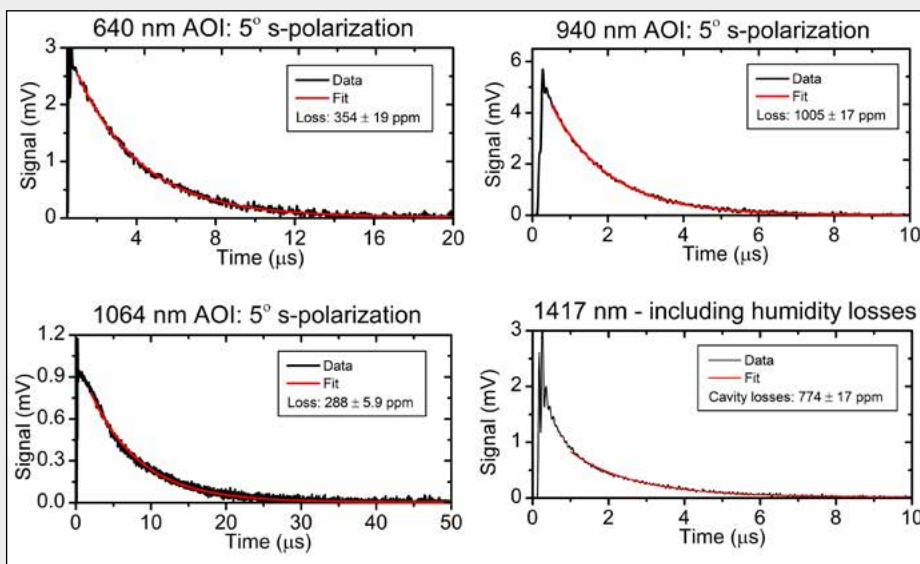 640 nm AOI: 5° s-polarization
3
2
1
0
Signal (mV)
Data
Fit
Loss: 354 ± 19 ppm
4
8
12
16
20
Time (μs)
940 nm AOI: 5° s-polarization
6
4
2
0
Signal (mV)
Data
Fit
Loss: 1005 ± 17 ppm
0
2
4
6
8
10
Time (μs)
1064 nm AOI: 5° s-polarization
1.2
0.9
0.6
0.3
0.0
Signal (mV)
Data
Fit
Loss: 288 ± 5.9 ppm
0
10
20
30
40
50
Time (μs)
1417 nm - including humidity losses
3
2
1
0
Signal (mV)
Data
Fit
Cavity losses: 774 ± 17 ppm
0
2
4
6
8
10
Time (μs)